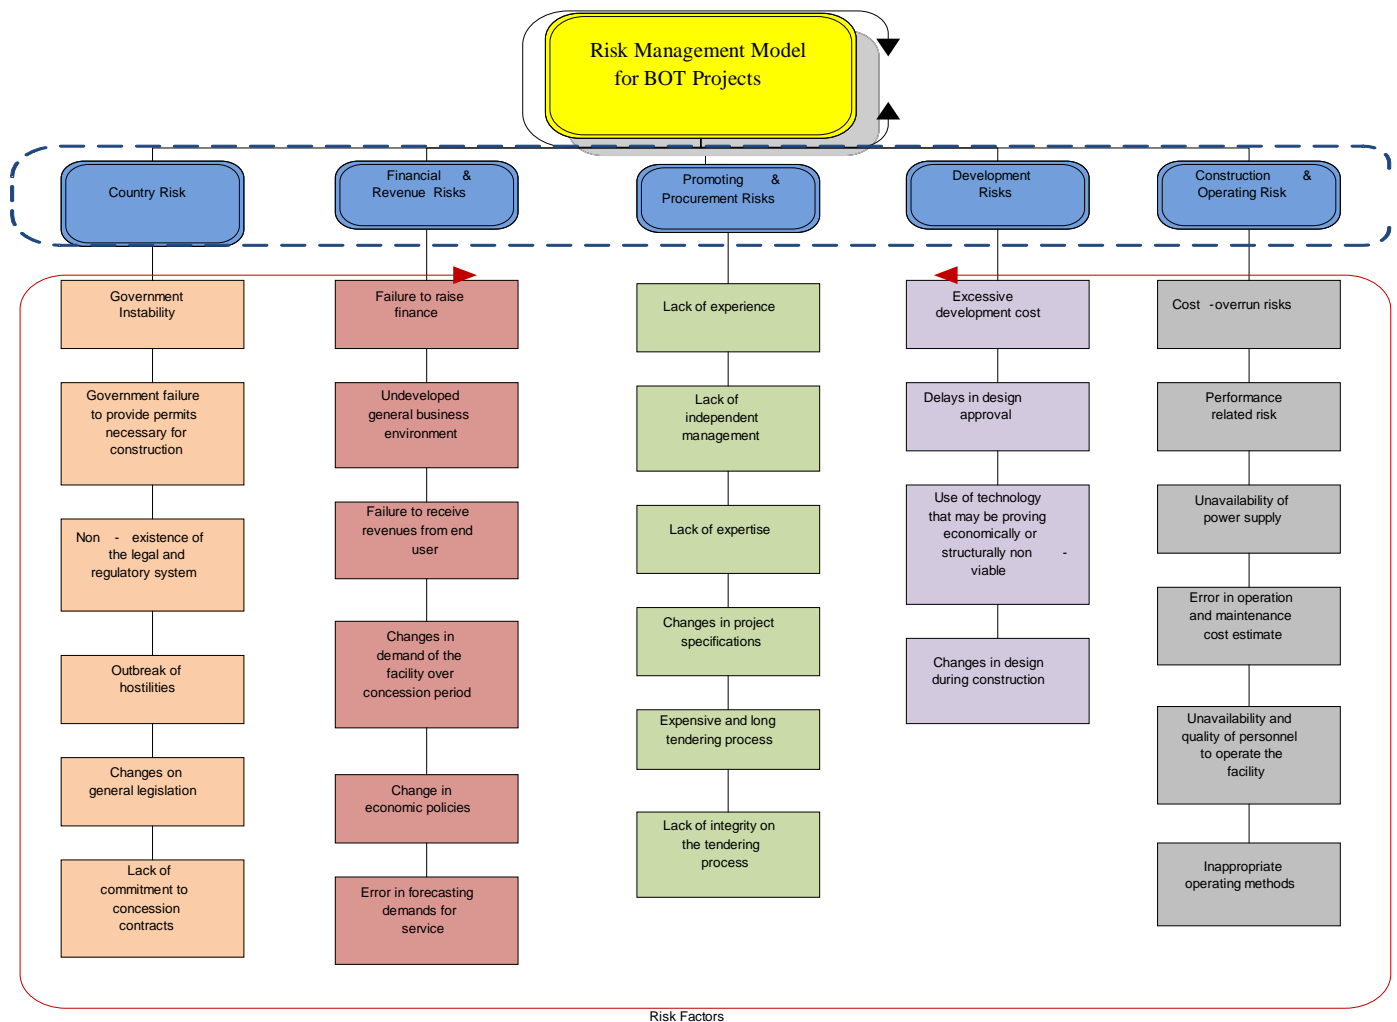 Risk Management Model
for BOT Projects
Country Risk
Financial &
Revenue Risks
Promoting &
Procurement Risks
Development
Risks
Construction &
Operating Risk
Government
Instability
Government failure
to provide permits
necessary for
construction
Non - existence of
the legal and
regulatory system
Outbreak of
hostilities
Changes on
general legislation
Lack of
commitment to
concession
contracts
Failure to raise
finance
Undeveloped
general business
environment
Failure to receive
revenues from end
user
Changes in
demand of the
facility over
concession period
Change in
economic policies
Error in forecasting
demands for
service
Lack of experience
Lack of
independent
management
Lack of expertise
Changes in project
specifications
Expensive and long
tendering process
Lack of integrity on
the tendering
process
Excessive
development cost
Delays in design
approval
Use of technology
that may be proving
economically or
structurally non -
viable
Changes in design
during construction
Cost -overrun risks
Performance
related risk
Unavailability of
power supply
Error in operation
and maintenance
cost estimate
Unavailability and
quality of personnel
to operate the
facility
Inappropriate
operating methods
Risk Factors